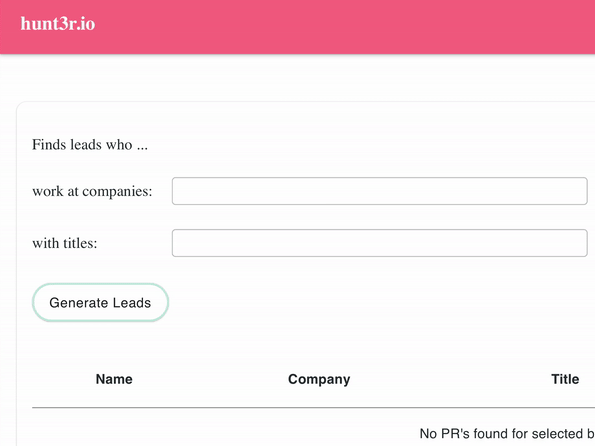 hunt3r.io
Finds leads who ...
work at companies:
with titles:
Generate Leads
Name Company Title
No PR's found for selected b